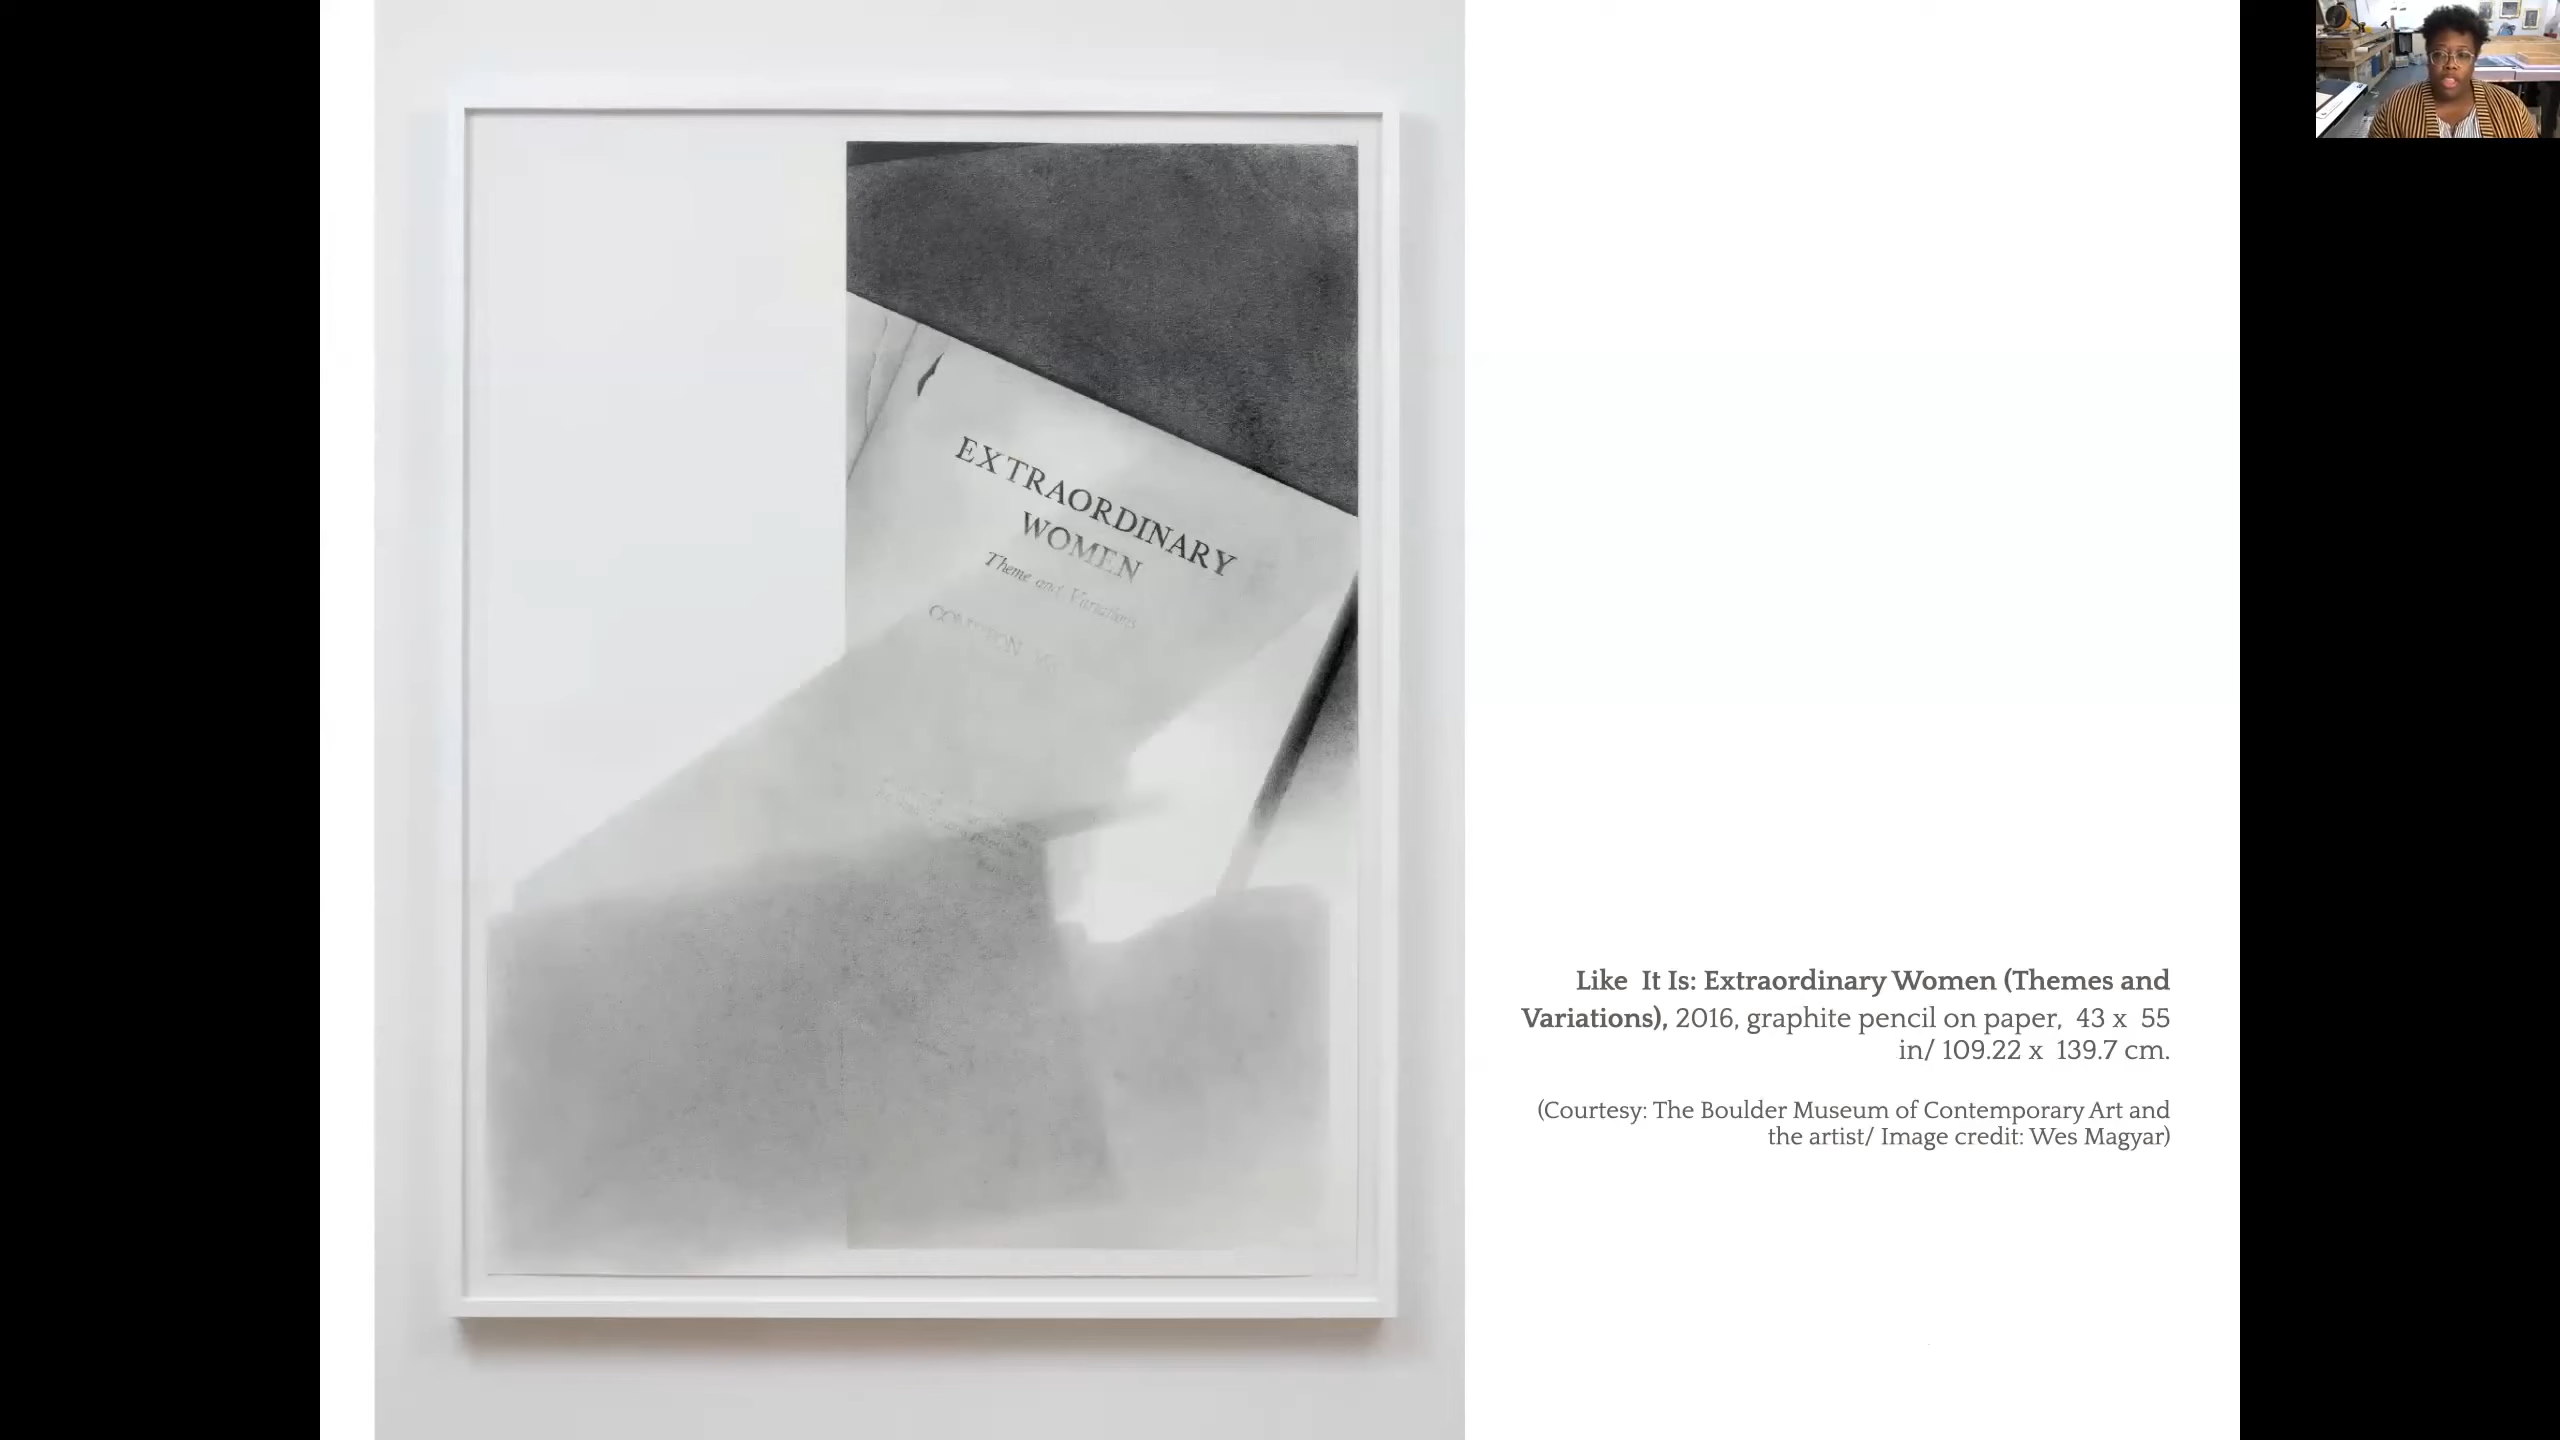 EXTRAORDINARY
WOMEN
Theme and Variations
COMPTON
Like It Is: Extraordinary Women (Themes and
Variations), 2016, graphite pencil on paper, 43 x 55
in/ 109.22 x 139.7 cm.
(Courtesy: The Boulder Museum of Contemporary Art and
the artist/ Image credit: Wes Magyar)